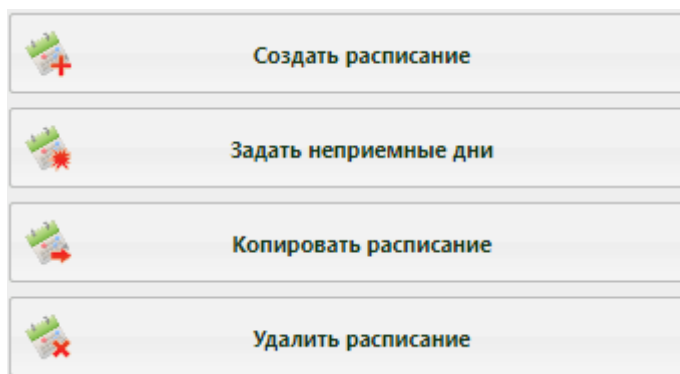 Создать расписание
Задать неприемные дни
Копировать расписание
Удалить расписание